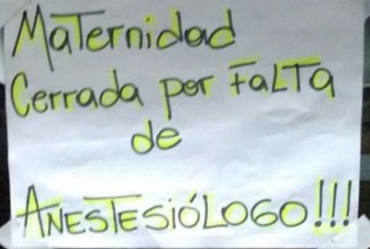 Maternidad
Cerrada por Falta
de
Anestesiólogo!!!